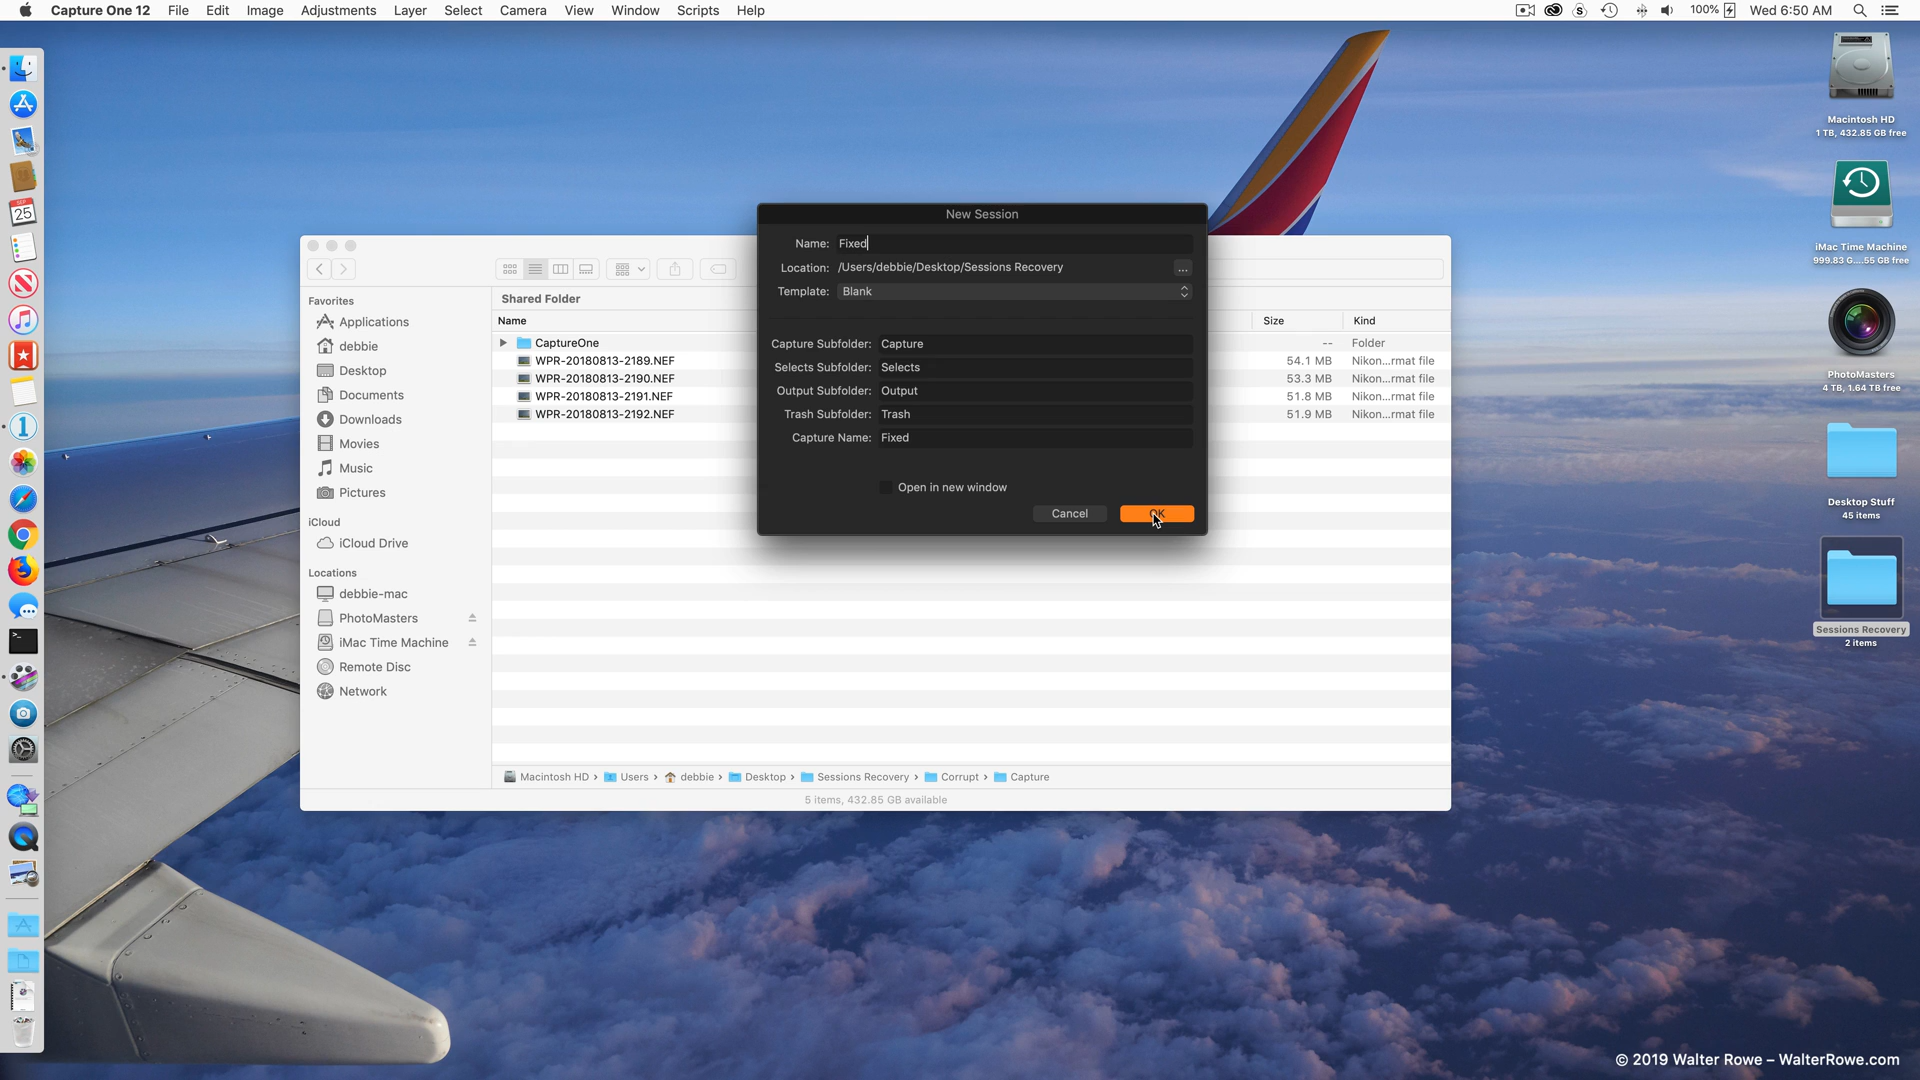 Capture One 12 File Edit Image Adjustments Layer Select Camera View Window Scripts Help
100% Wed 6:50 AM
SEP
25
1
Macintosh HD
1 TB, 432.85 GB free
iMac Time Machine
999.83 G....55 GB free
PhotoMasters
4 TB, 1.64 TB free
Desktop Stuff
45 items
Sessions Recovery
2 items
New Session
Name: Fixed
Location: /Users/debbie/Desktop/Sessions Recovery ...
Template: Blank
Capture Subfolder: Capture
Selects Subfolder: Selects
Output Subfolder: Output
Trash Subfolder: Trash
Capture Name: Fixed
Open in new window
Cancel OK
Favorites
Applications
debbie
Desktop
Documents
Downloads
Movies
Music
Pictures
iCloud
iCloud Drive
Locations
debbie-mac
PhotoMasters
iMac Time Machine
Remote Disc
Network
Shared Folder
Name Size Kind
CaptureOne -- Folder
WPR-20180813-2189.NEF 54.1 MB Nikon...rmat file
WPR-20180813-2190.NEF 53.3 MB Nikon...rmat file
WPR-20180813-2191.NEF 51.8 MB Nikon...rmat file
WPR-20180813-2192.NEF 51.9 MB Nikon...rmat file
Macintosh HD › Users › debbie › Desktop › Sessions Recovery › Corrupt › Capture
5 items, 432.85 GB available
© 2019 Walter Rowe – WalterRowe.com